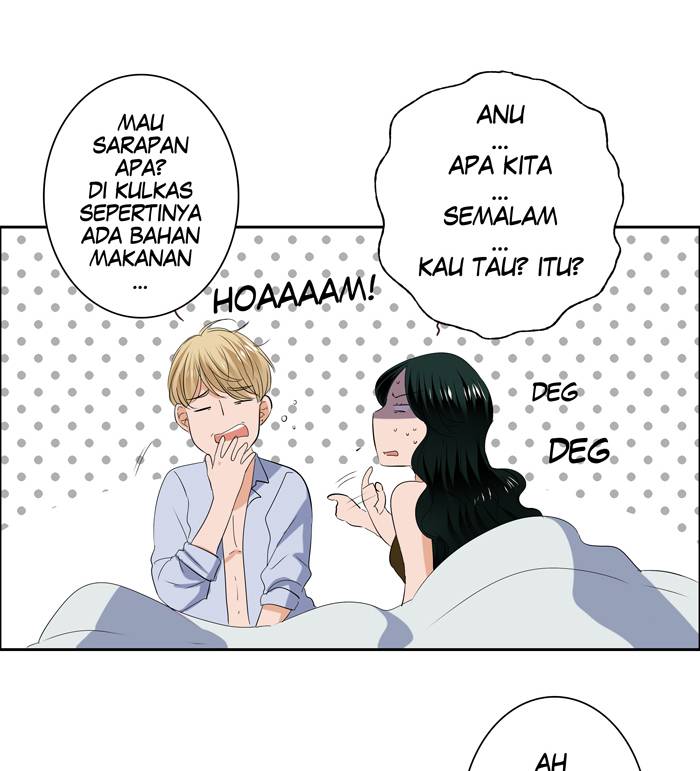 MAU
SARAPAN
APA?
DI KULKAS
SEPERTINYA
ADA BAHAN
MAKANAN
...
HOAAAAM!
ANU
...
APA KITA
...
SEMALAM
...
KAU TAU? ITU?
DEG
DEG
AH